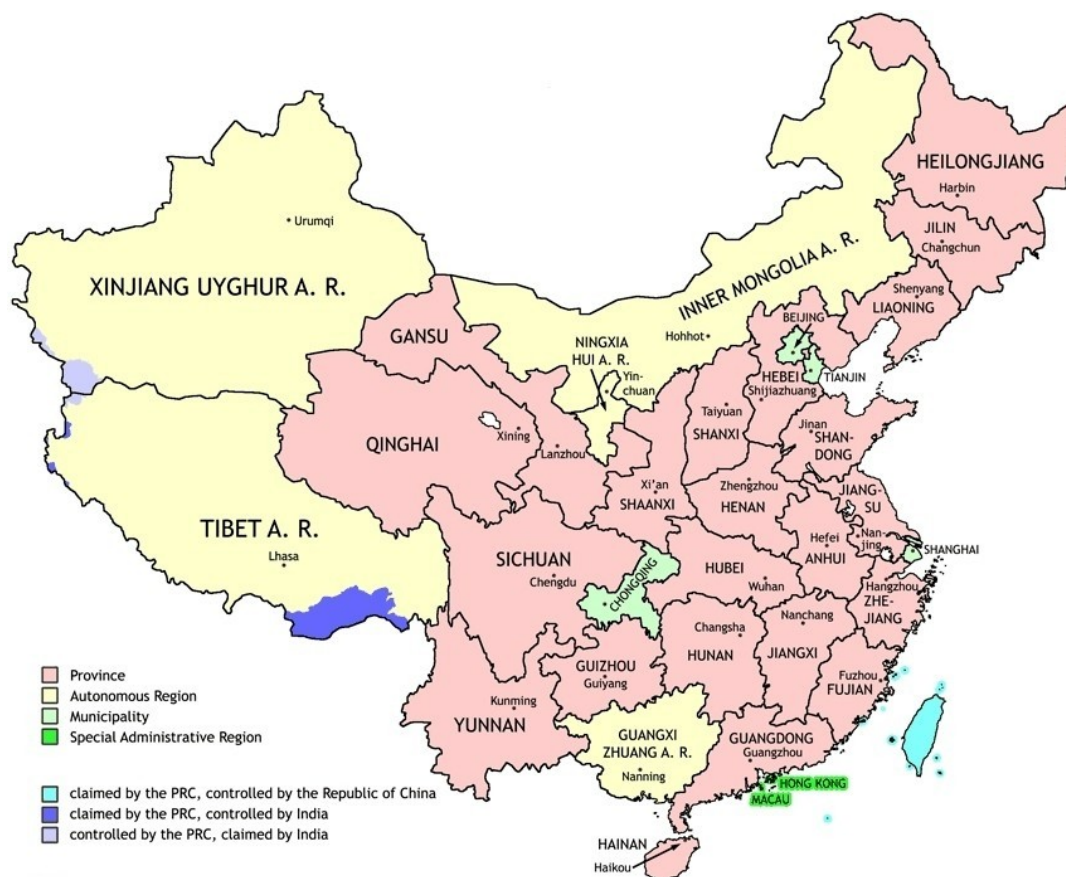 HEILONGJIANG
Harbin
JILIN
Changchun
Urumqi
XINJIANG UYGHUR A. R.
INNER MONGOLIA A. R.
Shenyang
LIAONING
BEIJING
GANSU
NINGXIA
HUI A. R.
Hohhot
Yin-
chuan
HEBEI
TIANJIN
Shijiazhuang
Taiyuan
SHANXI
Jinan
SHAN-
DONG
QINGHAI
Xining
Lanzhou
Xi'an
SHAANXI
Zhengzhou
HENAN
JIANG-
SU
TIBET A. R.
Lhasa
Hefei
ANHUI
Nan-
jing
SHANGHAI
SICHUAN
Chengdu
CHONGQING
HUBEI
Wuhan
Hangzhou
ZHE-
JIANG
Changsha
HUNAN
Nanchang
JIANGXI
GUIZHOU
Guiyang
Fuzhou
FUJIAN
Kunming
YUNNAN
GUANGXI
ZHUANG A. R.
Nanning
GUANGDONG
Guangzhou
HONG KONG
MACAU
HAINAN
Haikou
Province
Autonomous Region
Municipality
Special Administrative Region
claimed by the PRC, controlled by the Republic of China
claimed by the PRC, controlled by India
controlled by the PRC, claimed by India